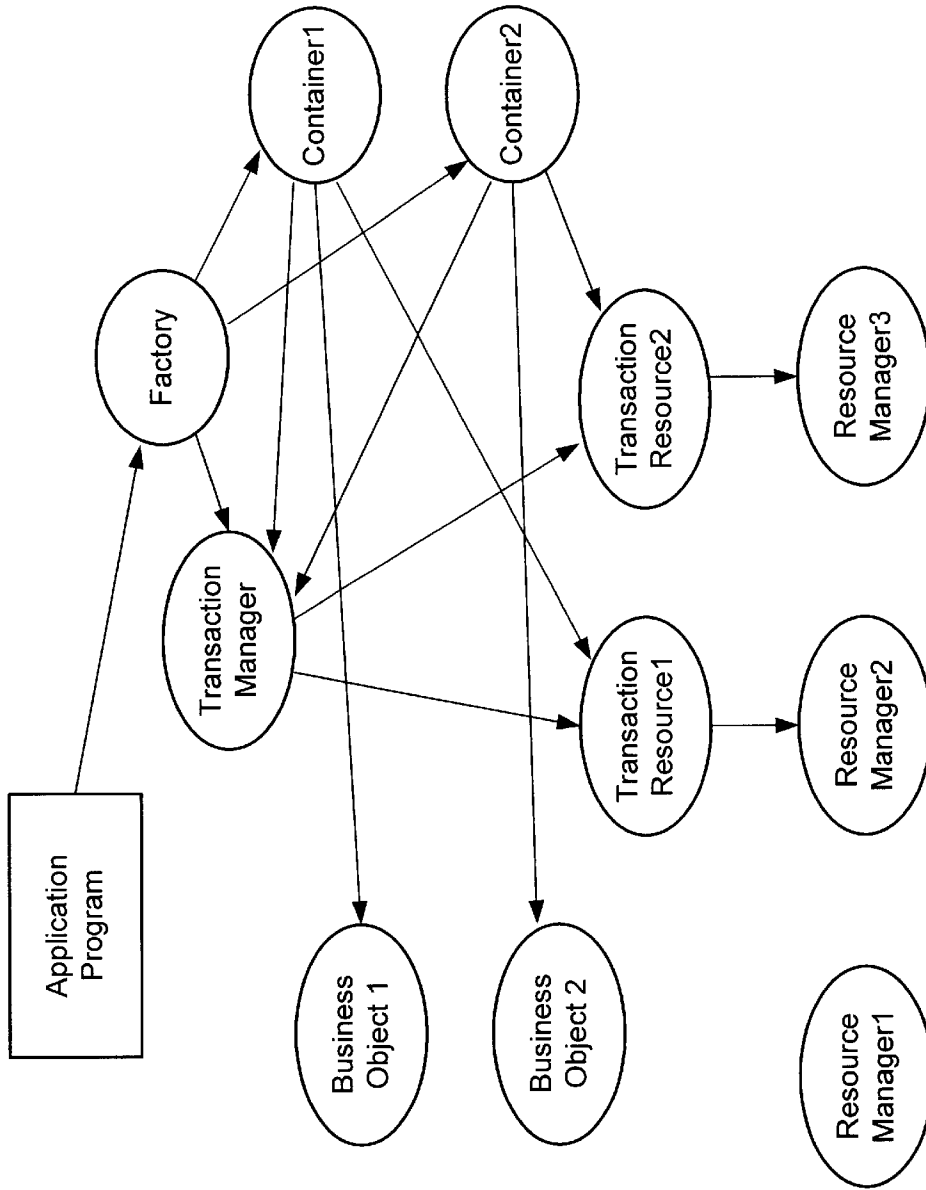 Application
Program
Factory
Transaction
Manager
Container1
Container2
Business
Object 1
Business
Object 2
Transaction
Resource1
Transaction
Resource2
Resource
Manager1
Resource
Manager2
Resource
Manager3